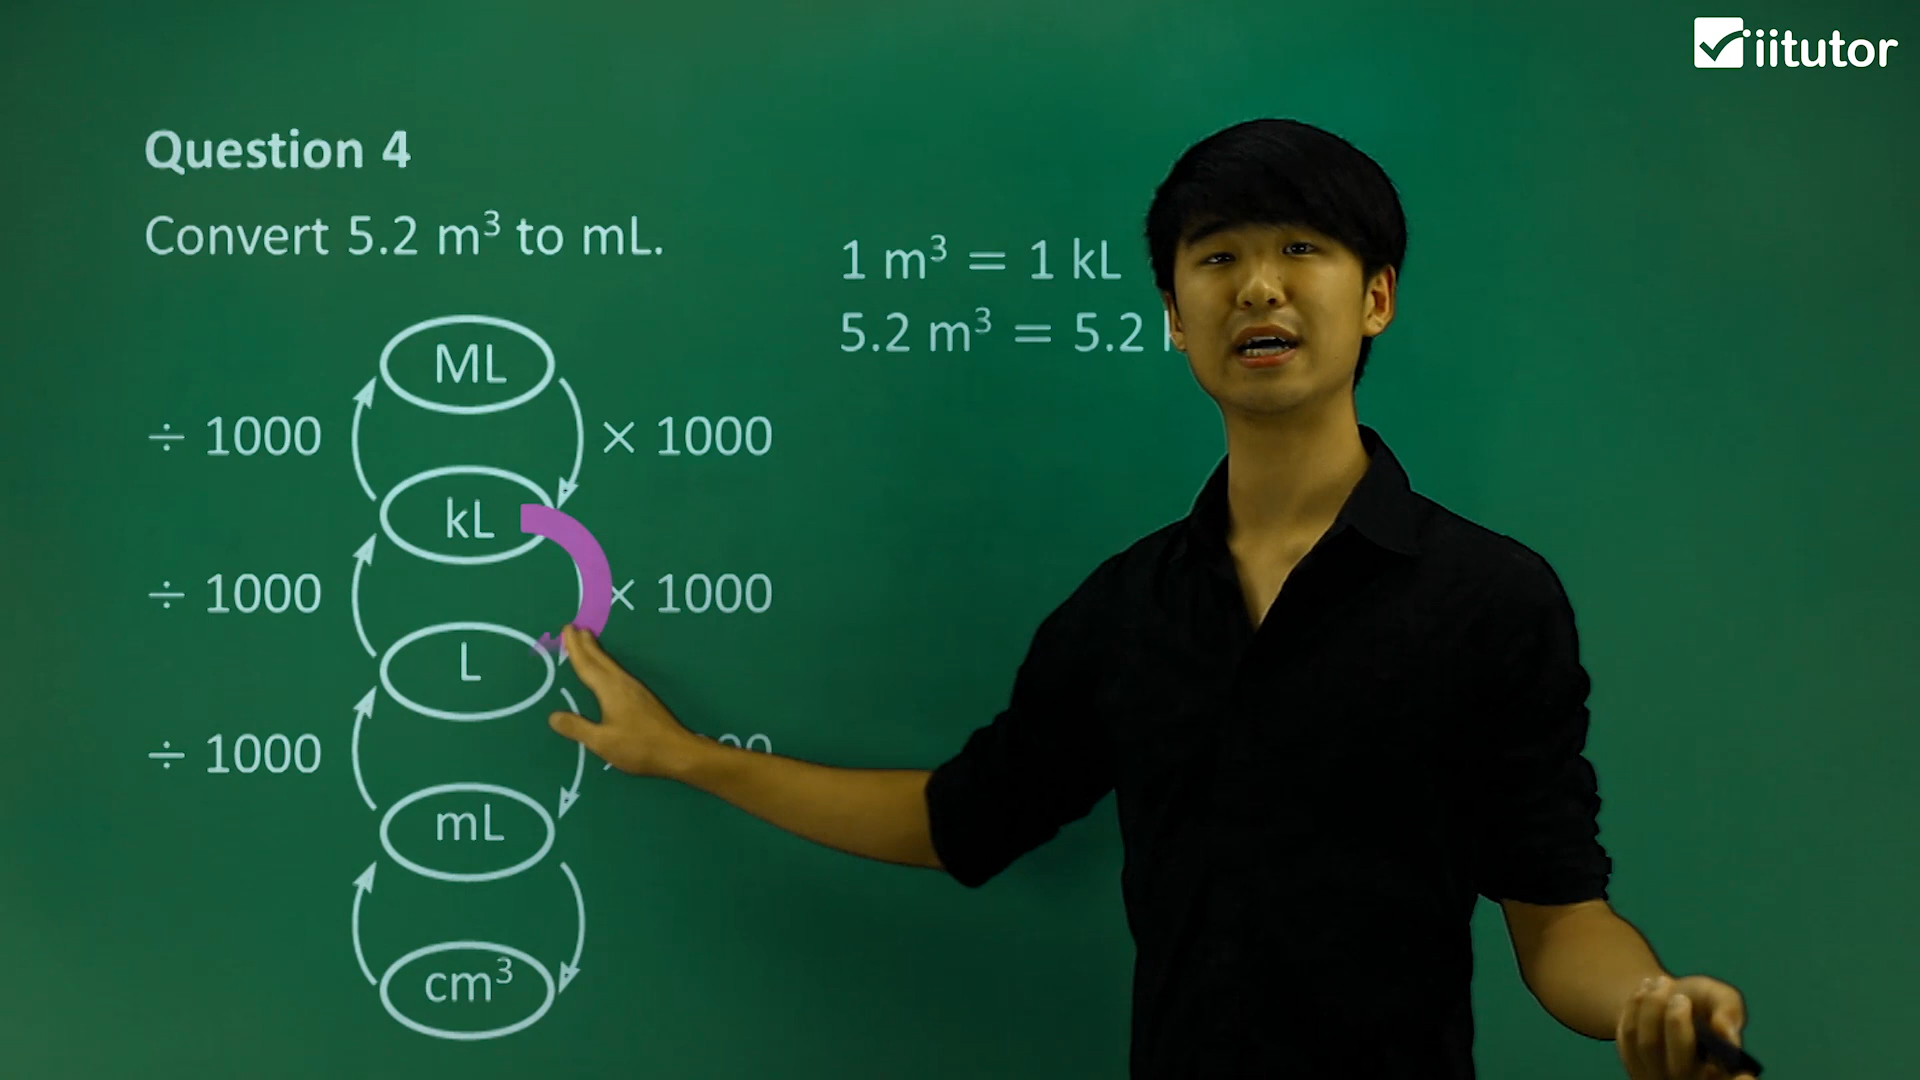 iitutor
Question 4
Convert 5.2 m³ to mL.
1 m³ = 1 kL
5.2 m³ = 5.2
ML
÷ 1000
× 1000
kL
÷ 1000
× 1000
L
÷ 1000
mL
cm³